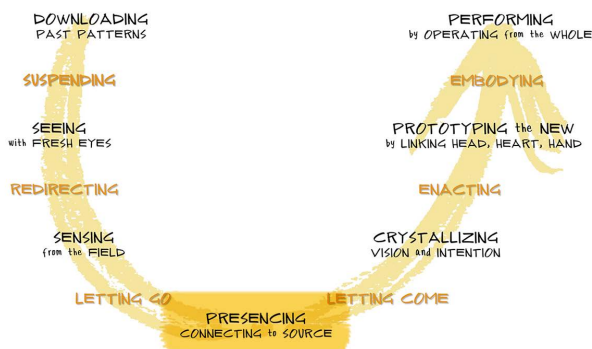 DOWNLOADING
PAST PATTERNS
SUSPENDING
SEEING
with FRESH EYES
REDIRECTING
SENSING
from the FIELD
LETTING GO
PRESENCING
CONNECTING to SOURCE
LETTING COME
CRYSTALLIZING
VISION and INTENTION
ENACTING
PROTOTYPING the NEW
by LINKING HEAD, HEART, HAND
EMBODYING
PERFORMING
by OPERATING from the WHOLE